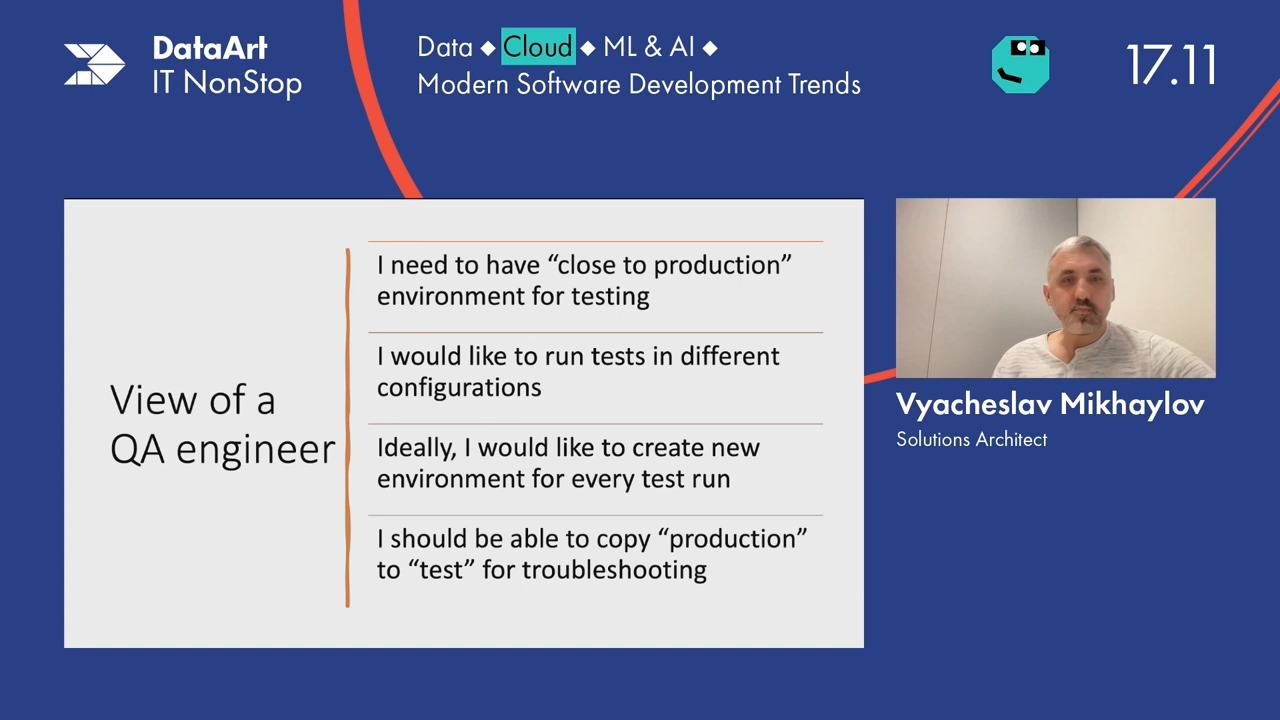 DataArt
IT NonStop
Data ◆ Cloud ◆ ML & AI ◆
Modern Software Development Trends
17.11
View of a
QA engineer
I need to have “close to production”
environment for testing
I would like to run tests in different
configurations
Ideally, I would like to create new
environment for every test run
I should be able to copy “production”
to “test” for troubleshooting
Vyacheslav Mikhaylov
Solutions Architect